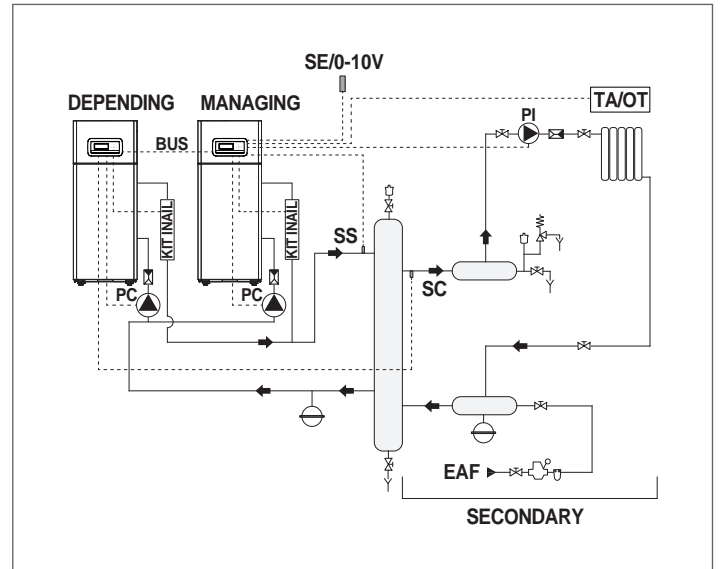 SE/0-10V
DEPENDING
MANAGING
TA/OT
PI
BUS
KIT INAIL
KIT INAIL
SS
SC
PC
PC
EAF
SECONDARY